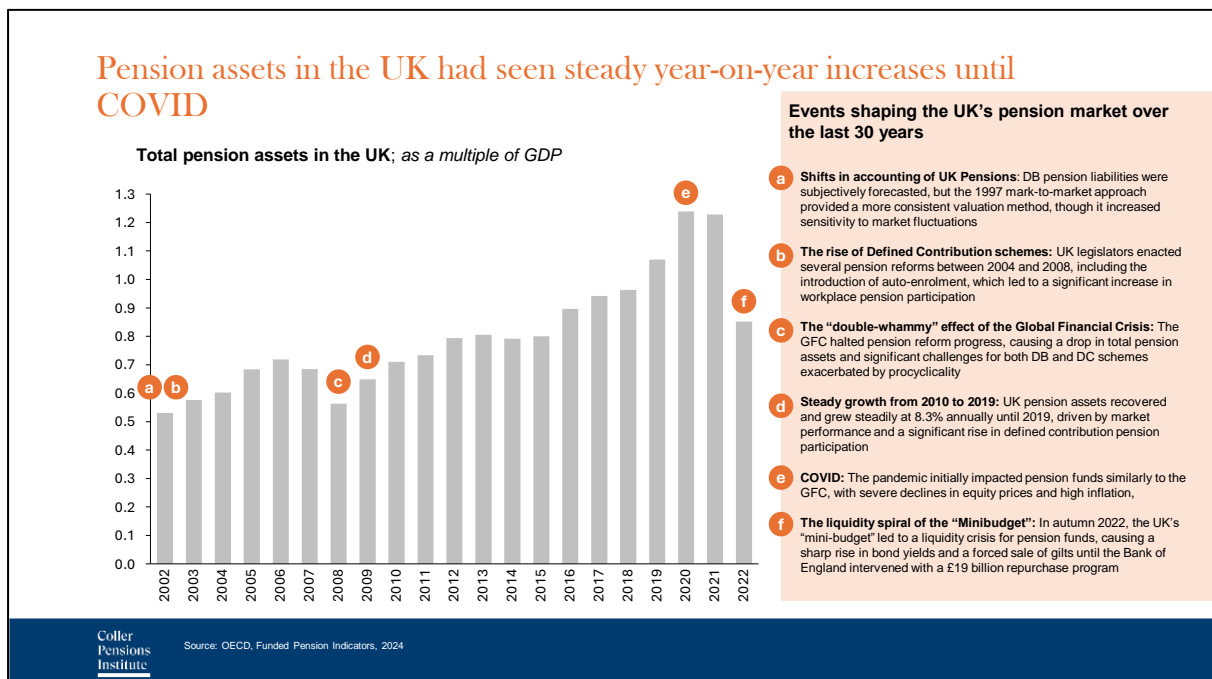 Pension assets in the UK had seen steady year-on-year increases until
COVID
Total pension assets in the UK; as a multiple of GDP
1.3
1.2
1.1
1.0
0.9
0.8
0.7
0.6
0.5
0.4
0.3
0.2
0.1
0.0
a
b
c
d
e
f
2002
2003
2004
2005
2006
2007
2008
2009
2010
2011
2012
2013
2014
2015
2016
2017
2018
2019
2020
2021
2022
Events shaping the UK's pension market over
the last 30 years
a
Shifts in accounting of UK Pensions: DB pension liabilities were
subjectively forecasted, but the 1997 mark-to-market approach
provided a more consistent valuation method, though it increased
sensitivity to market fluctuations
b
The rise of Defined Contribution schemes: UK legislators enacted
several pension reforms between 2004 and 2008, including the
introduction of auto-enrolment, which led to a significant increase in
workplace pension participation
c
The “double-whammy” effect of the Global Financial Crisis: The
GFC halted pension reform progress, causing a drop in total pension
assets and significant challenges for both DB and DC schemes
exacerbated by procyclicality
d
Steady growth from 2010 to 2019: UK pension assets recovered
and grew steadily at 8.3% annually until 2019, driven by market
performance and a significant rise in defined contribution pension
participation
e
COVID: The pandemic initially impacted pension funds similarly to the
GFC, with severe declines in equity prices and high inflation,
f
The liquidity spiral of the “Minibudget”: In autumn 2022, the UK's
“mini-budget” led to a liquidity crisis for pension funds, causing a
sharp rise in bond yields and a forced sale of gilts until the Bank of
England intervened with a £19 billion repurchase program
Coller
Pensions
Institute
Source: OECD, Funded Pension Indicators, 2024